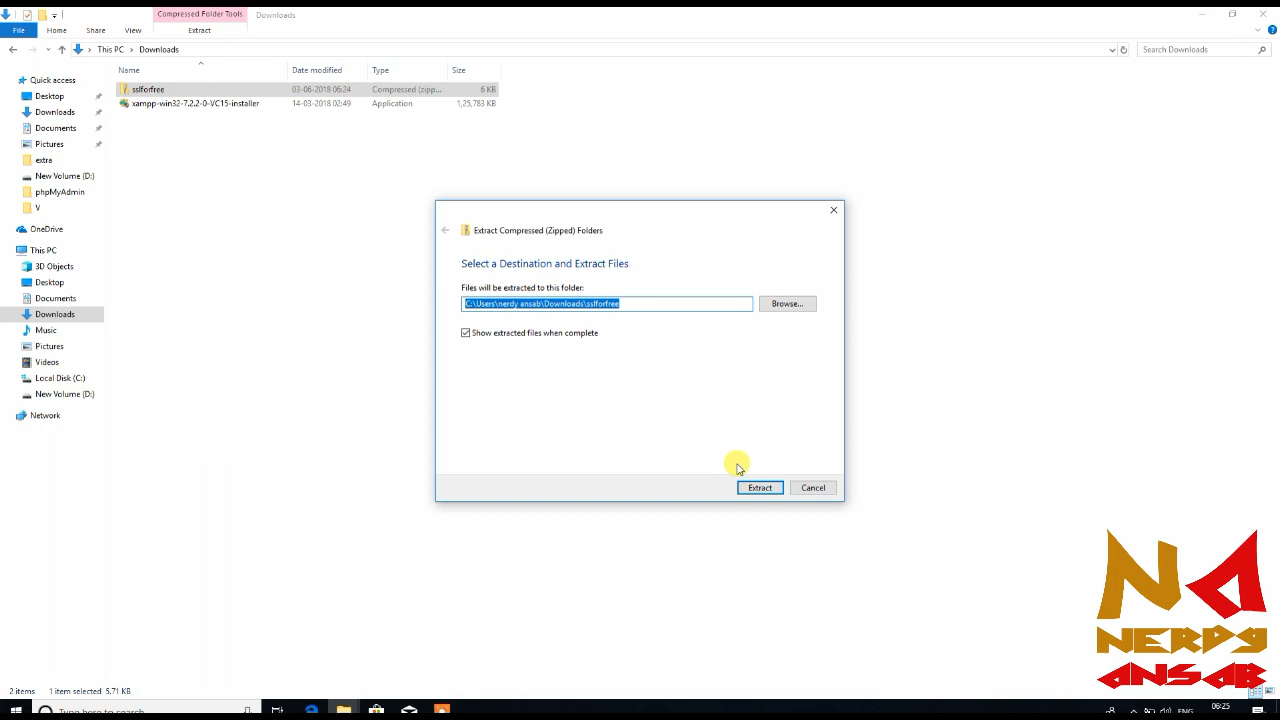 Compressed Folder Tools
Downloads
File
Home
Share
View
Extract
This PC
Downloads
Search Downloads
Name
Date modified
Type
Size
sslforfree
03-06-2018 06:24
Compressed (zipp...
6 KB
xampp-win32-7.2.2-0-VC15-installer
14-03-2018 02:49
Application
1,25,783 KB
Quick access
Desktop
Downloads
Documents
Pictures
extra
New Volume (D:)
phpMyAdmin
V
OneDrive
This PC
3D Objects
Desktop
Documents
Downloads
Music
Pictures
Videos
Local Disk (C:)
New Volume (D:)
Network
Extract Compressed (Zipped) Folders
Select a Destination and Extract Files
Files will be extracted to this folder:
C:\Users\nerdy ansab\Downloads\sslforfree
Browse...
Show extracted files when complete
Extract
Cancel
NA
NERDY
ANSAB
2 items
1 item selected 5.71 KB
Type here to search
ENG
06:25